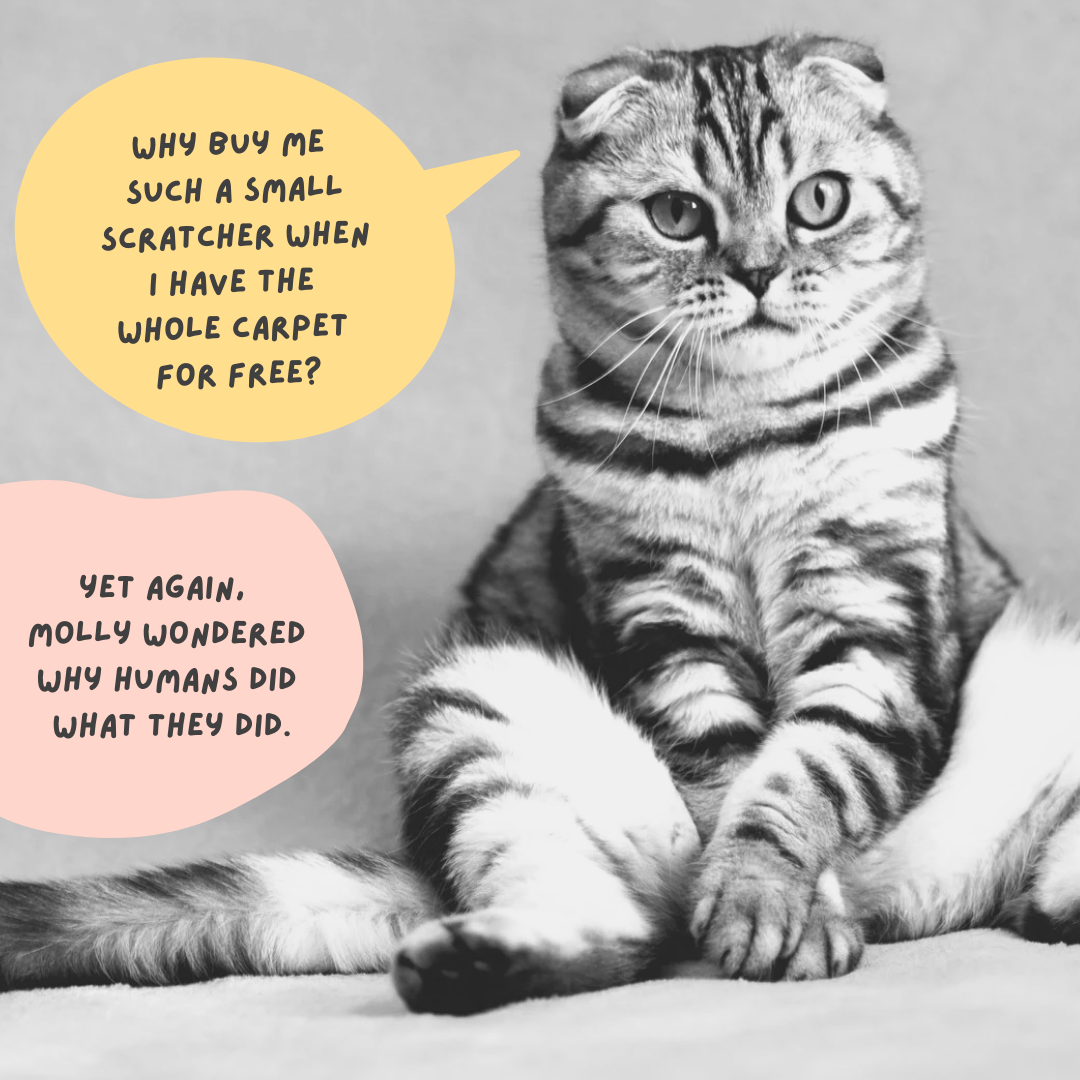 WHY BUY ME
SUCH A SMALL
SCRATCHER WHEN
I HAVE THE
WHOLE CARPET
FOR FREE?
YET AGAIN,
MOLLY WONDERED
WHY HUMANS DID
WHAT THEY DID.